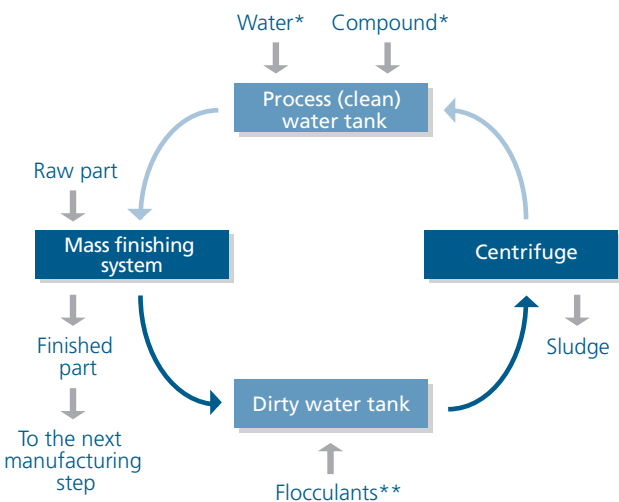 Water*
Compound*
Process (clean)
water tank
Raw part
Mass finishing
system
Centrifuge
Finished
part
Sludge
Dirty water tank
To the next
manufacturing
step
Flocculants**